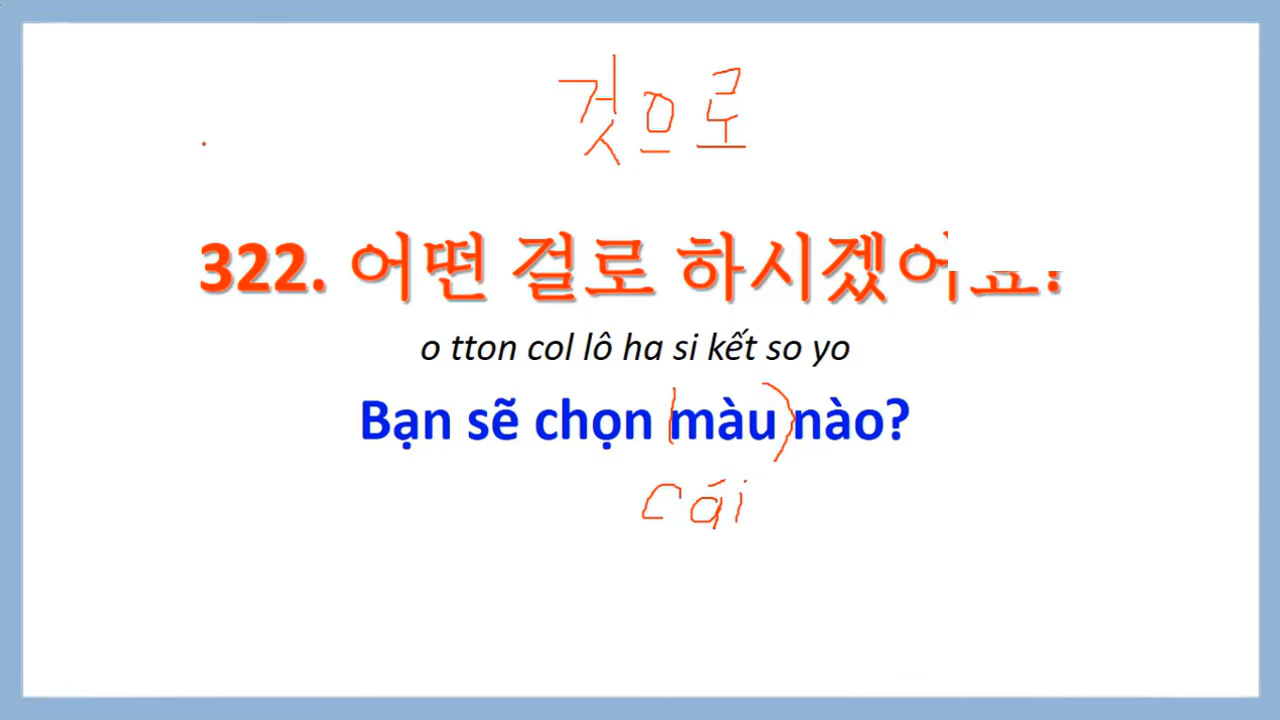 것으로
322. 어떤 걸로 하시겠어요?
o tton col lô ha si kết so yo
Bạn sẽ chọn (màu) nào?
cái